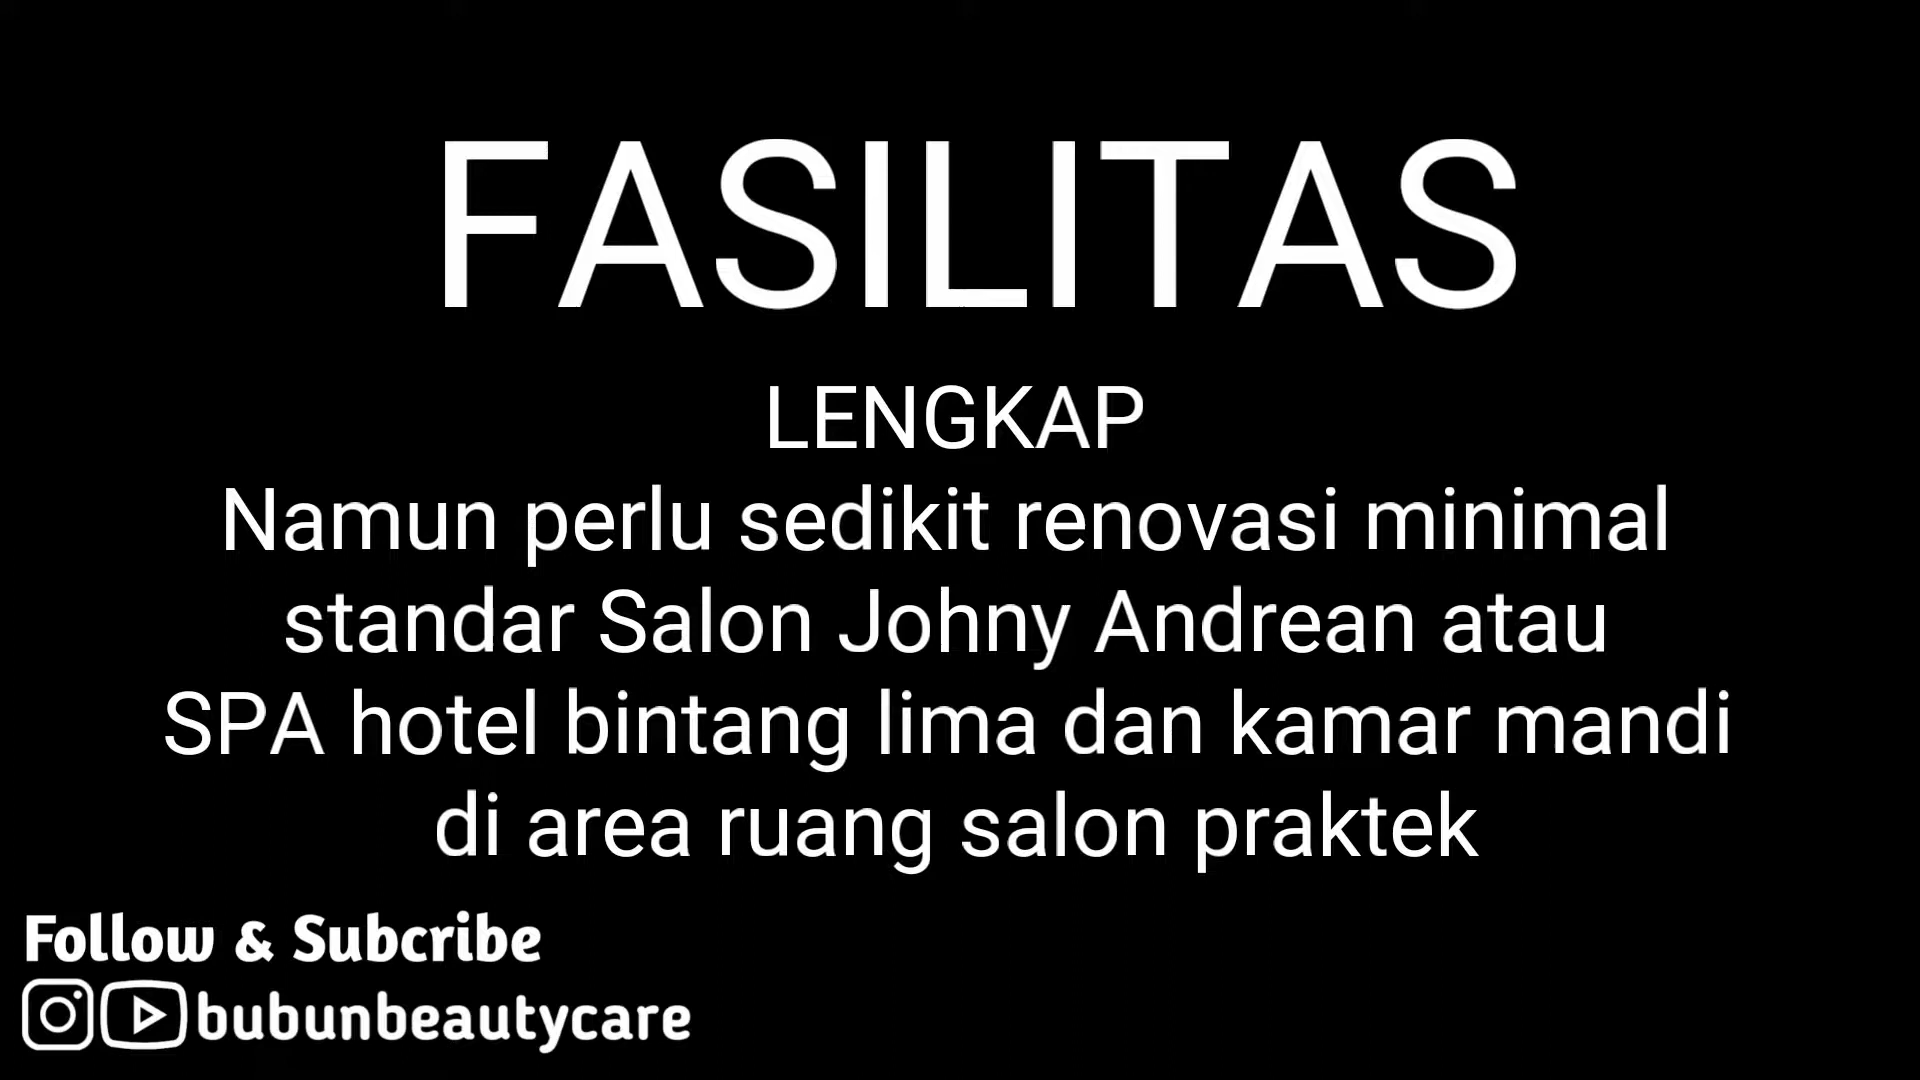 FASILITAS
LENGKAP
Namun perlu sedikit renovasi minimal
standar Salon Johny Andrean atau
SPA hotel bintang lima dan kamar mandi
di area ruang salon praktek
Follow & Subcribe
bubunbeautycare